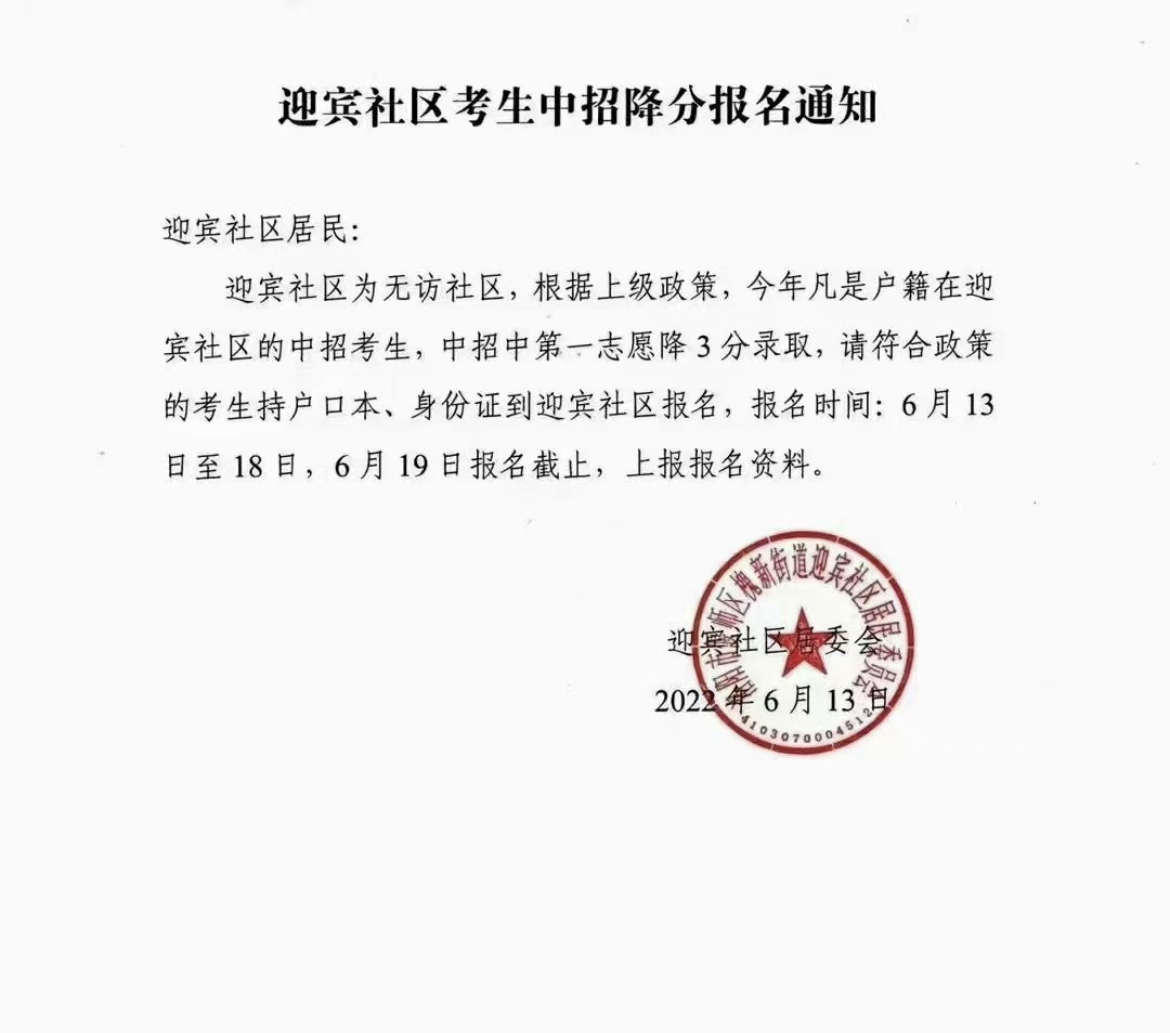 迎宾社区考生中招降分报名通知
迎宾社区居民：
迎宾社区为无访社区，根据上级政策，今年凡是户籍在迎
宾社区的中招考生，中招中第一志愿降 3 分录取，请符合政策
的考生持户口本、身份证到迎宾社区报名，报名时间：6 月 13
日至 18 日，6 月 19 日报名截止，上报报名资料。
洛阳市偃师区槐新街道迎宾社区居民委员会
迎宾社区居委会
2022 年 6 月 13 日